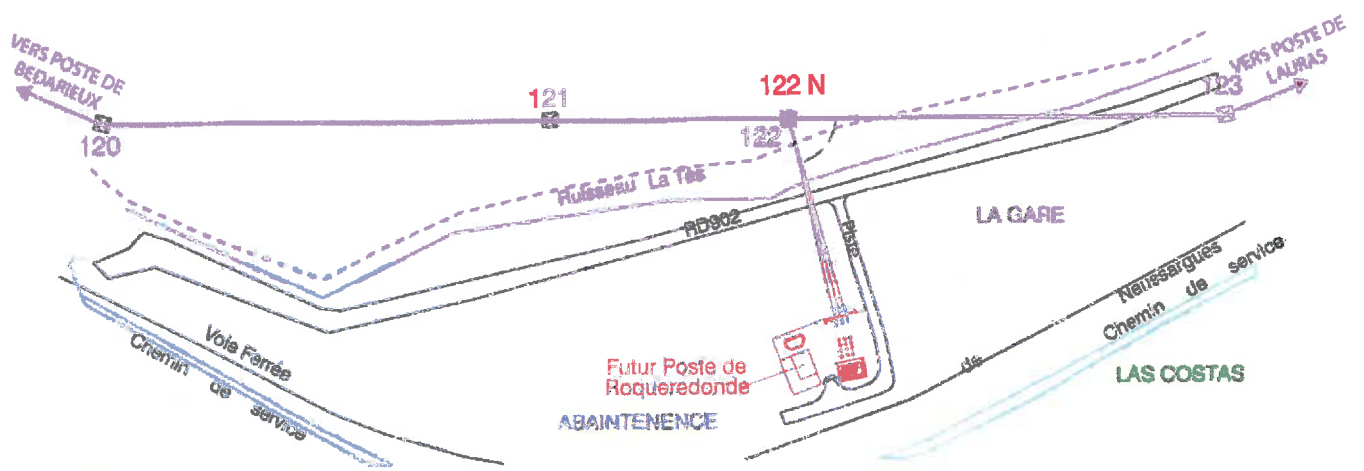 VERS POSTE DE
BEDARIEUX
VERS POSTE DE
LAURAS
120
121
122 N
122
123
Ruisseau La Tès
RD902
Piste
LA GARE
Voie Ferrée
Chemin de service
Futur Poste de
Roqueredonde
ABAINTENENCE
de Neussargues
Chemin de service
LAS COSTAS